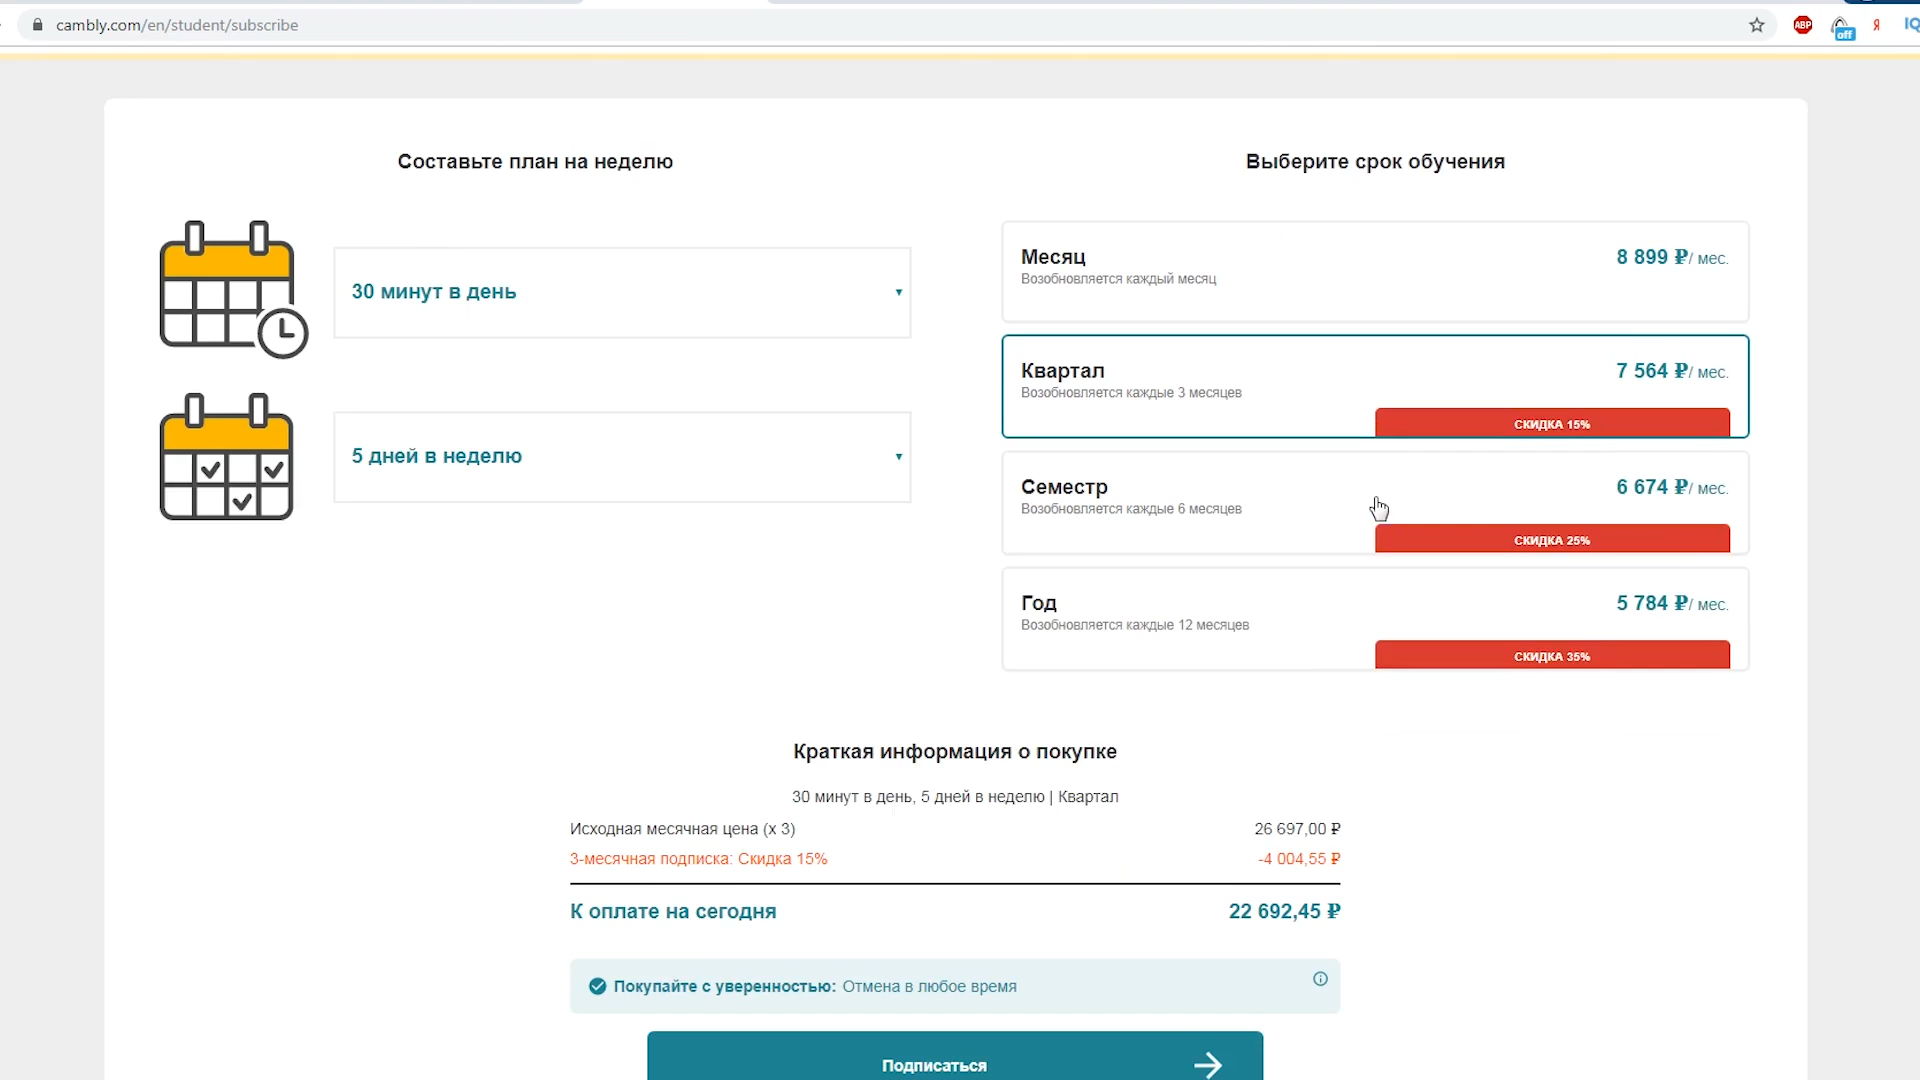 cambly.com/en/student/subscribe
ABP
off
Я
IQ
Составьте план на неделю
Выберите срок обучения
30 минут в день
5 дней в неделю
Месяц
8 899 ₽/ мес.
Возобновляется каждый месяц
Квартал
7 564 ₽/ мес.
Возобновляется каждые 3 месяцев
СКИДКА 15%
Семестр
6 674 ₽/ мес.
Возобновляется каждые 6 месяцев
СКИДКА 25%
Год
5 784 ₽/ мес.
Возобновляется каждые 12 месяцев
СКИДКА 35%
Краткая информация о покупке
30 минут в день, 5 дней в неделю | Квартал
Исходная месячная цена (x 3) 26 697,00 ₽
3-месячная подписка: Скидка 15% -4 004,55 ₽
К оплате на сегодня 22 692,45 ₽
Покупайте с уверенностью: Отмена в любое время
Подписаться